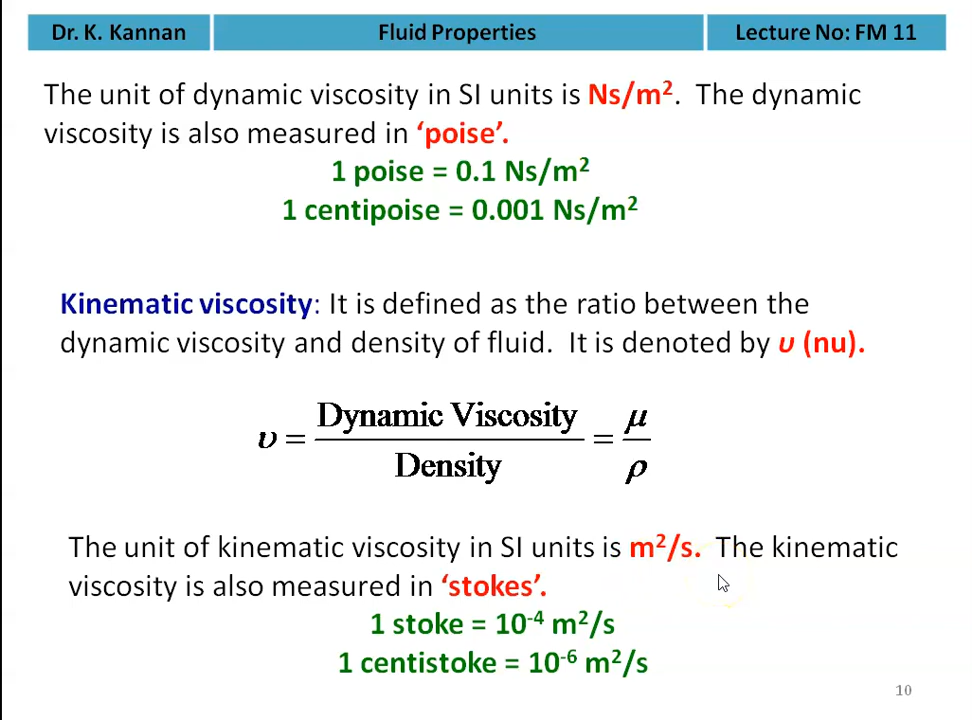 Dr. K. Kannan
Fluid Properties
Lecture No: FM 11
The unit of dynamic viscosity in SI units is Ns/m². The dynamic
viscosity is also measured in ‘poise’.
1 poise = 0.1 Ns/m²
1 centipoise = 0.001 Ns/m²
Kinematic viscosity: It is defined as the ratio between the
dynamic viscosity and density of fluid. It is denoted by υ (nu).
υ = Dynamic Viscosity / Density = μ / ρ
The unit of kinematic viscosity in SI units is m²/s. The kinematic
viscosity is also measured in ‘stokes’.
1 stoke = 10⁻⁴ m²/s
1 centistoke = 10⁻⁶ m²/s
10